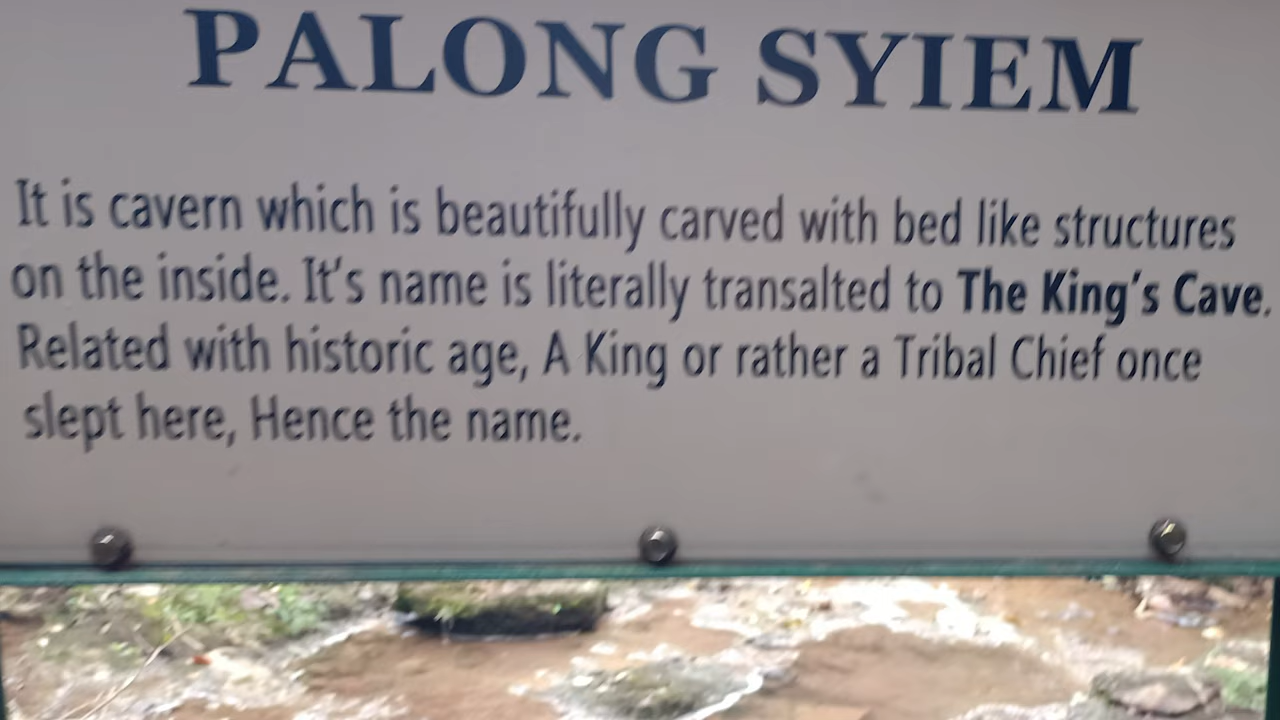 PALONG SYIEM
It is cavern which is beautifully carved with bed like structures
on the inside. It's name is literally transalted to The King's Cave.
Related with historic age, A King or rather a Tribal Chief once
slept here, Hence the name.